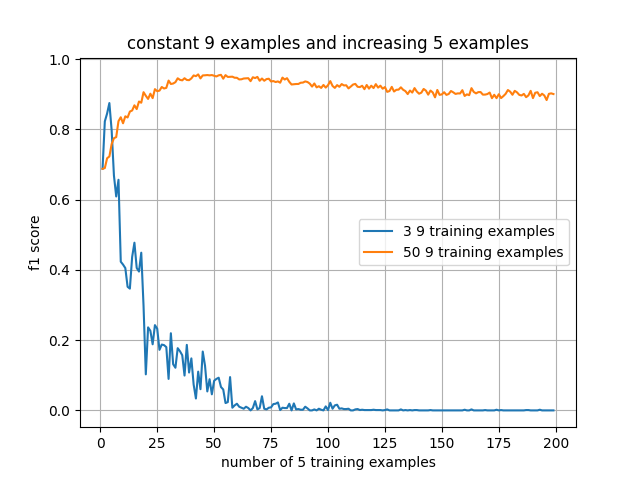 constant 9 examples and increasing 5 examples
1.0
0.8
0.6
0.4
0.2
0.0
f1 score
3 9 training examples
50 9 training examples
0 25 50 75 100 125 150 175 200
number of 5 training examples